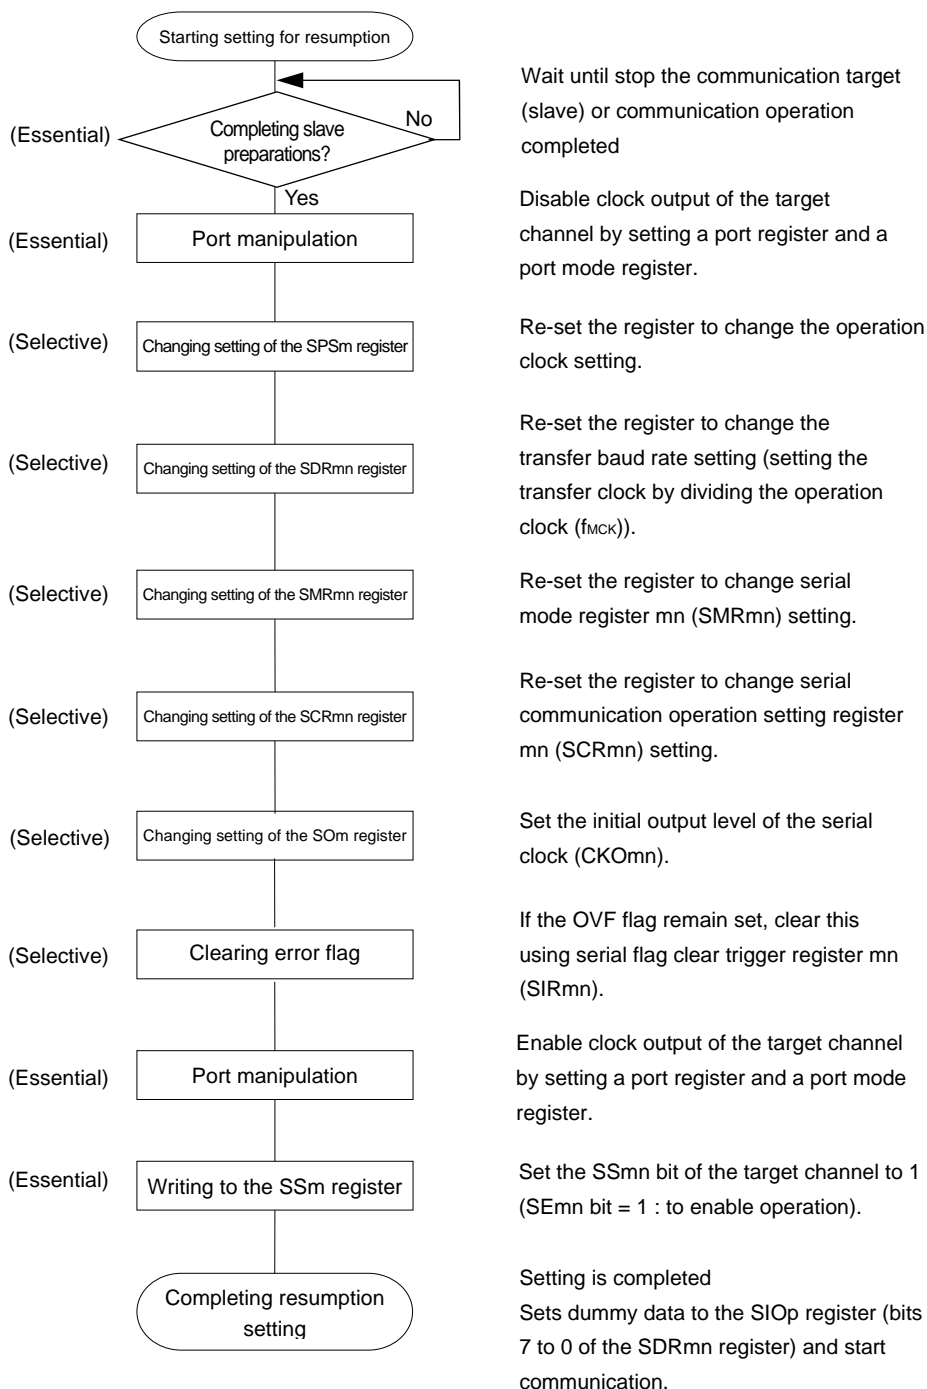 Starting setting for resumption
(Essential)
Completing slave
preparations?
No
Yes
Wait until stop the communication target
(slave) or communication operation
completed
(Essential)
Port manipulation
Disable clock output of the target
channel by setting a port register and a
port mode register.
(Selective)
Changing setting of the SPSm register
Re-set the register to change the operation
clock setting.
(Selective)
Changing setting of the SDRmn register
Re-set the register to change the
transfer baud rate setting (setting the
transfer clock by dividing the operation
clock (fMCK)).
(Selective)
Changing setting of the SMRmn register
Re-set the register to change serial
mode register mn (SMRmn) setting.
(Selective)
Changing setting of the SCRmn register
Re-set the register to change serial
communication operation setting register
mn (SCRmn) setting.
(Selective)
Changing setting of the SOm register
Set the initial output level of the serial
clock (CKOmn).
(Selective)
Clearing error flag
If the OVF flag remain set, clear this
using serial flag clear trigger register mn
(SIRmn).
(Essential)
Port manipulation
Enable clock output of the target channel
by setting a port register and a port mode
register.
(Essential)
Writing to the SSm register
Set the SSmn bit of the target channel to 1
(SEmn bit = 1 : to enable operation).
Completing resumption
setting
Setting is completed
Sets dummy data to the SIOp register (bits
7 to 0 of the SDRmn register) and start
communication.